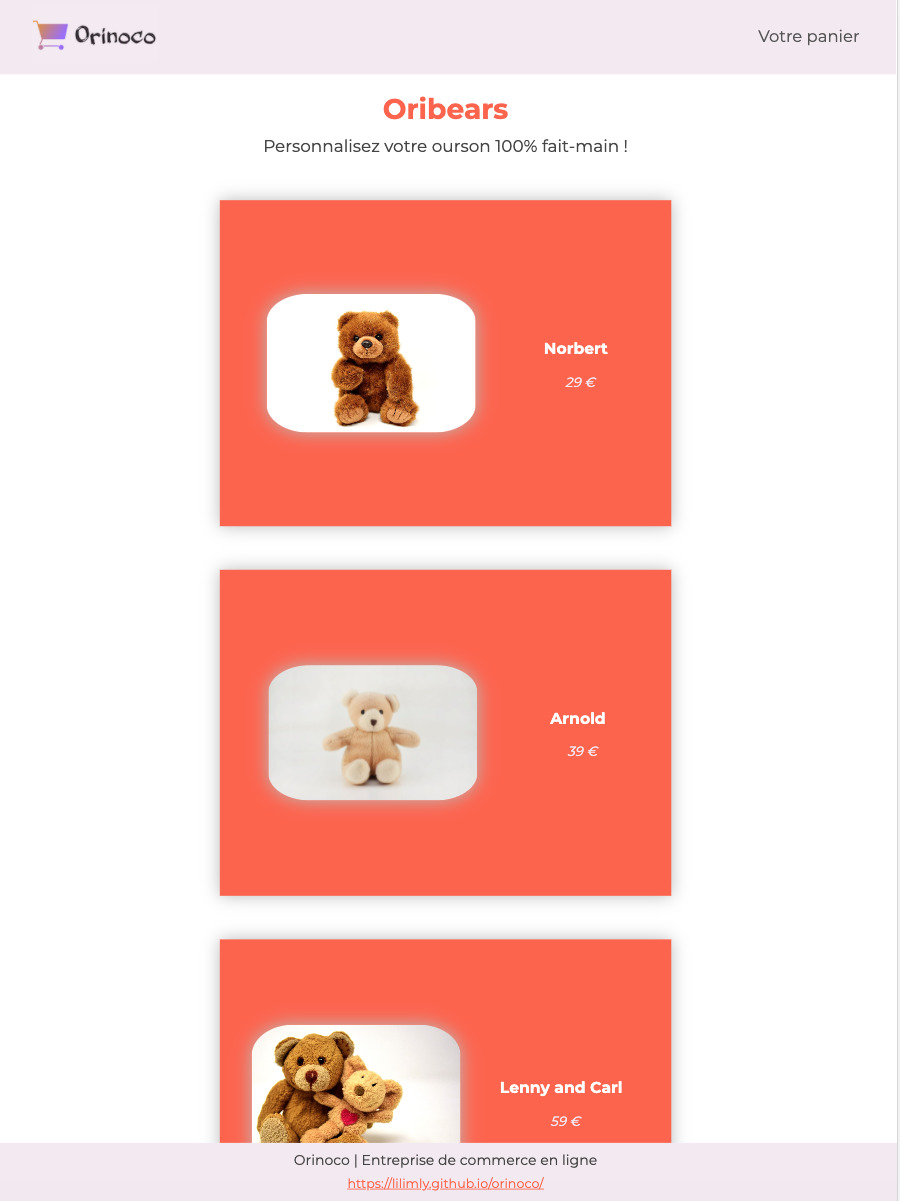 Orinoco
Votre panier
Oribears
Personnalisez votre ourson 100% fait-main !
Norbert
29 €
Arnold
39 €
Lenny and Carl
59 €
Orinoco | Entreprise de commerce en ligne
https://lilimly.github.io/orinoco/